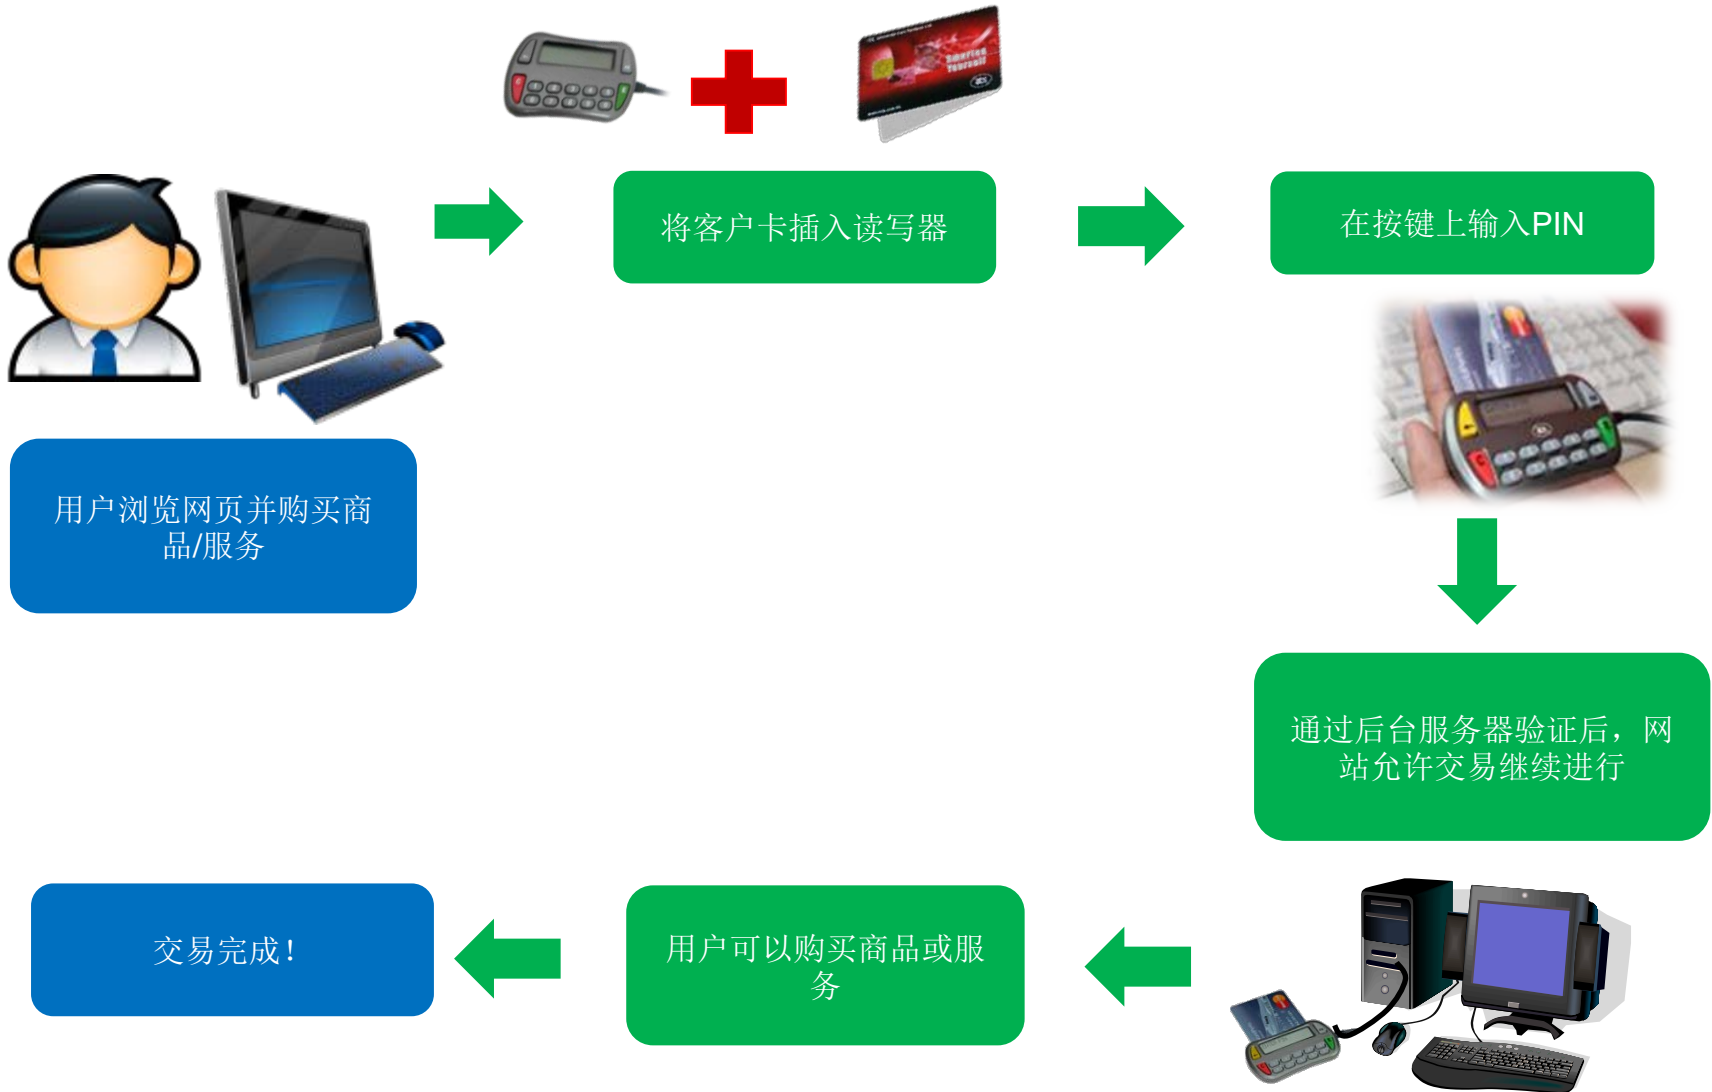 Smarten
Yourself
将客户卡插入读写器
在按键上输入PIN
用户浏览网页并购买商
品/服务
通过后台服务器验证后，网
站允许交易继续进行
用户可以购买商品或服
务
交易完成！